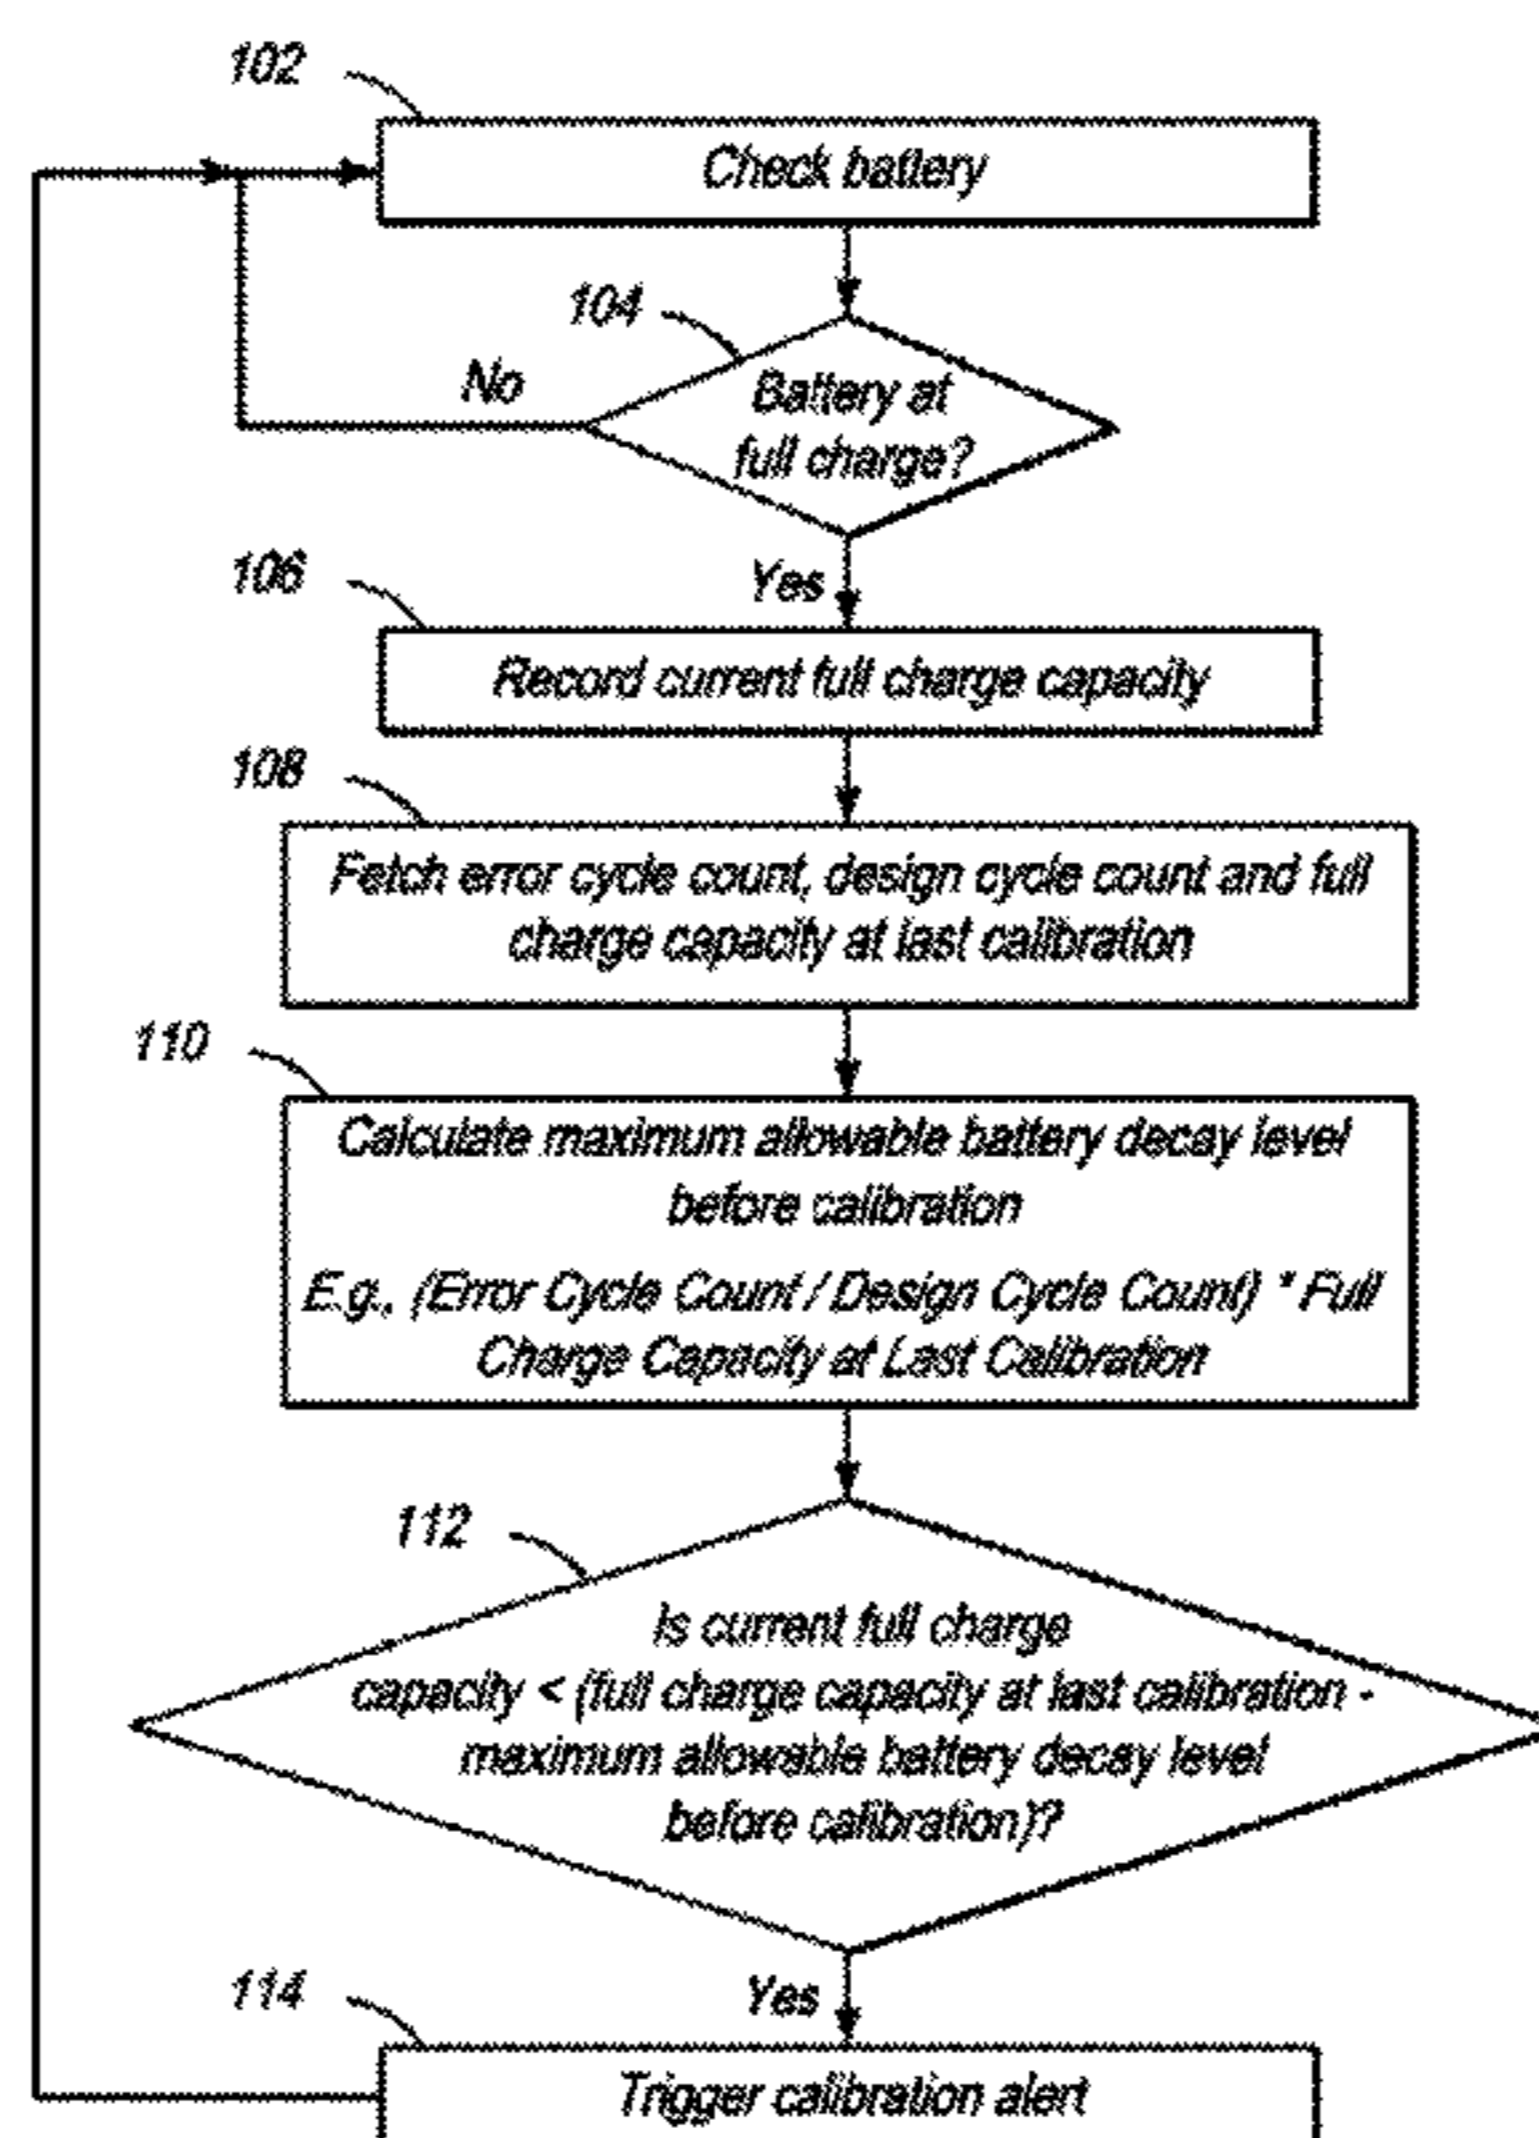 102
Check battery
104
No
Battery at
full charge?
Yes
106
Record current full charge capacity
108
Fetch error cycle count, design cycle count and full
charge capacity at last calibration
110
Calculate maximum allowable battery decay level
before calibration
E.g., (Error Cycle Count / Design Cycle Count) * Full
Charge Capacity at Last Calibration
112
Is current full charge
capacity < (full charge capacity at last calibration -
maximum allowable battery decay level
before calibration)?
Yes
114
Trigger calibration alert